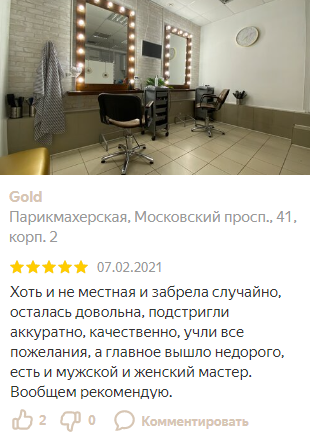 Gold
Парикмахерская, Московский просп., 41,
корп. 2
07.02.2021
Хоть и не местная и забрела случайно,
осталась довольна, подстригли
аккуратно, качественно, учли все
пожелания, а главное вышло недорого,
есть и мужской и женский мастер.
Вообщем рекомендую.
2 0 Комментировать